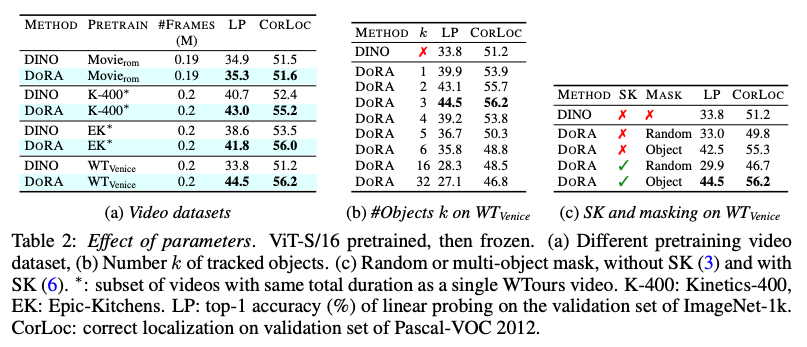 METHOD PRETRAIN #FRAMES (M) LP CORLOC
DINO Movie_rom 0.19 34.9 51.5
DORA Movie_rom 0.19 35.3 51.6
DINO K-400* 0.2 40.7 52.4
DORA K-400* 0.2 43.0 55.2
DINO EK* 0.2 38.6 53.5
DORA EK* 0.2 41.8 56.0
DINO WT_Venice 0.2 33.8 51.2
DORA WT_Venice 0.2 44.5 56.2
(a) Video datasets
METHOD k LP CORLOC
DINO ✗ 33.8 51.2
DORA 1 39.9 53.9
DORA 2 43.1 55.7
DORA 3 44.5 56.2
DORA 4 39.2 53.8
DORA 5 36.7 50.3
DORA 6 35.8 48.8
DORA 16 28.3 48.5
DORA 32 27.1 46.8
(b) #Objects k on WT_Venice
METHOD SK MASK LP CORLOC
DINO ✗ ✗ 33.8 51.2
DORA ✗ Random 33.0 49.8
DORA ✗ Object 42.5 55.3
DORA ✓ Random 29.9 46.7
DORA ✓ Object 44.5 56.2
(c) SK and masking on WT_Venice
Table 2: Effect of parameters. ViT-S/16 pretrained, then frozen. (a) Different pretraining video
dataset, (b) Number k of tracked objects. (c) Random or multi-object mask, without SK (3) and with
SK (6). *: subset of videos with same total duration as a single WTours video. K-400: Kinetics-400,
EK: Epic-Kitchens. LP: top-1 accuracy (%) of linear probing on the validation set of ImageNet-1k.
CorLoc: correct localization on validation set of Pascal-VOC 2012.